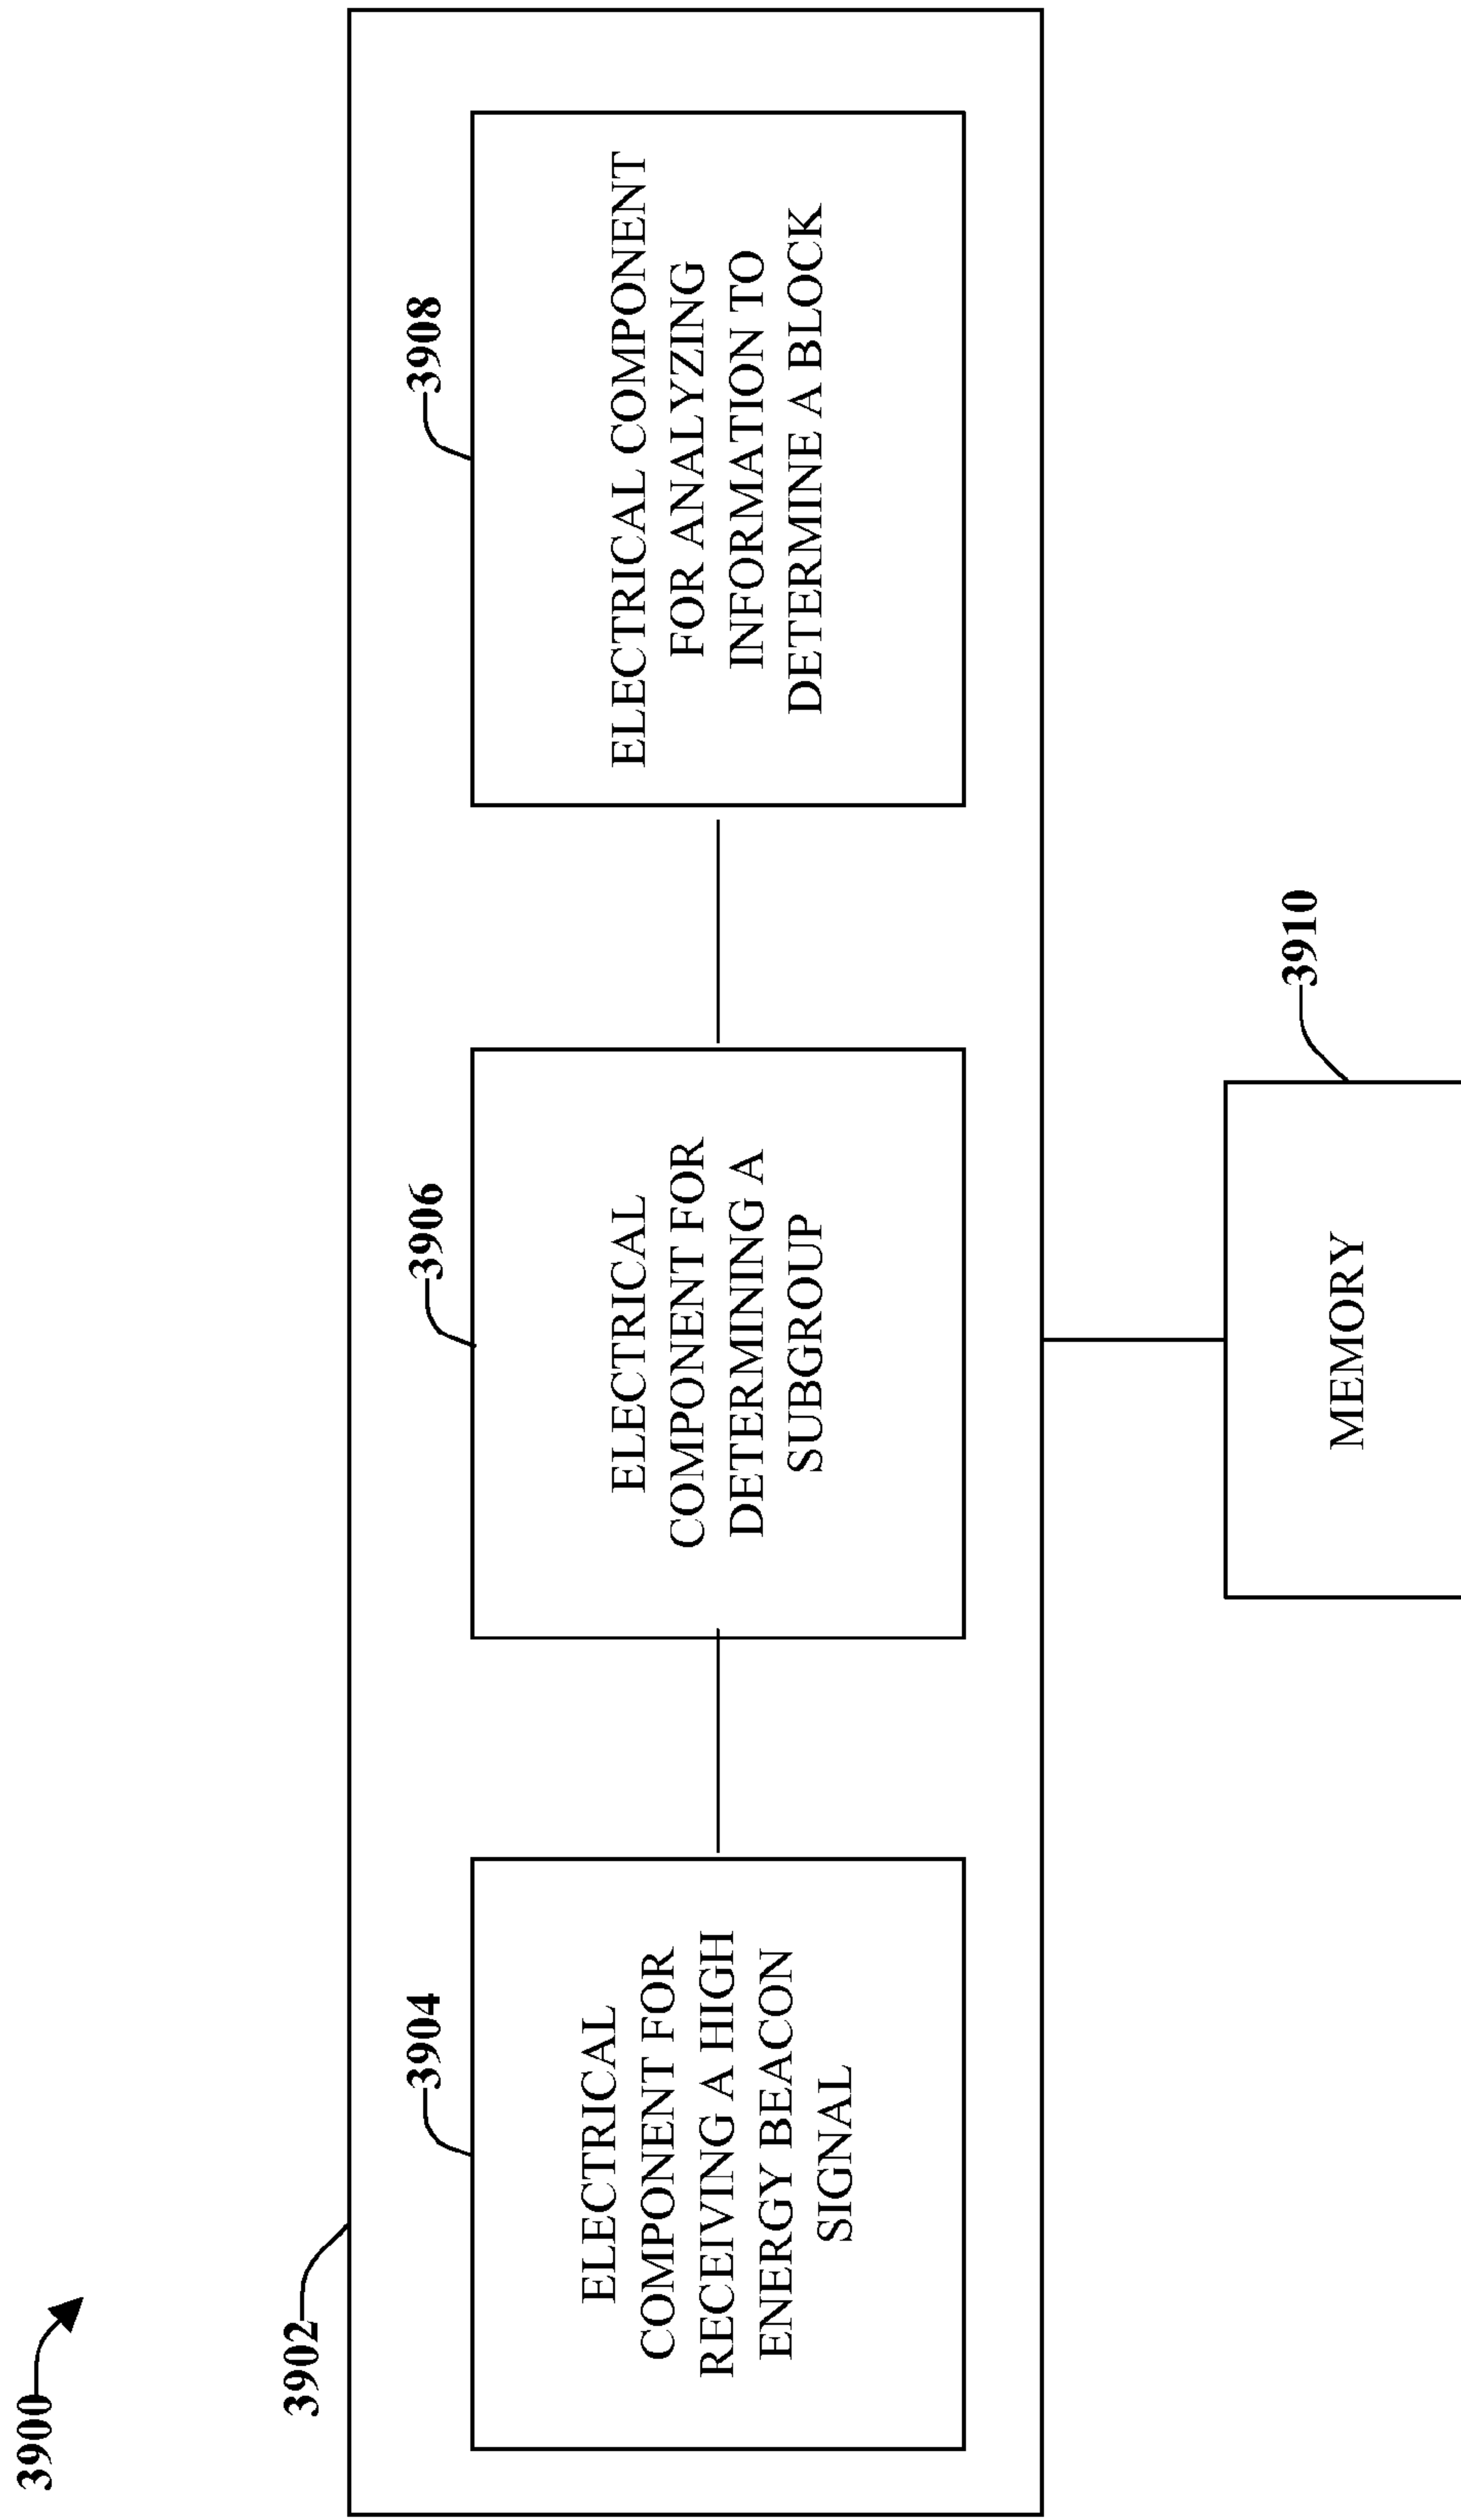 3900
3902
3904
ELECTRICAL
COMPONENT FOR
RECEIVING A HIGH
ENERGY BEACON
SIGNAL
3906
ELECTRICAL
COMPONENT FOR
DETERMINING A
SUBGROUP
3908
ELECTRICAL COMPONENT
FOR ANALYZING
INFORMATION TO
DETERMINE A BLOCK
3910
MEMORY